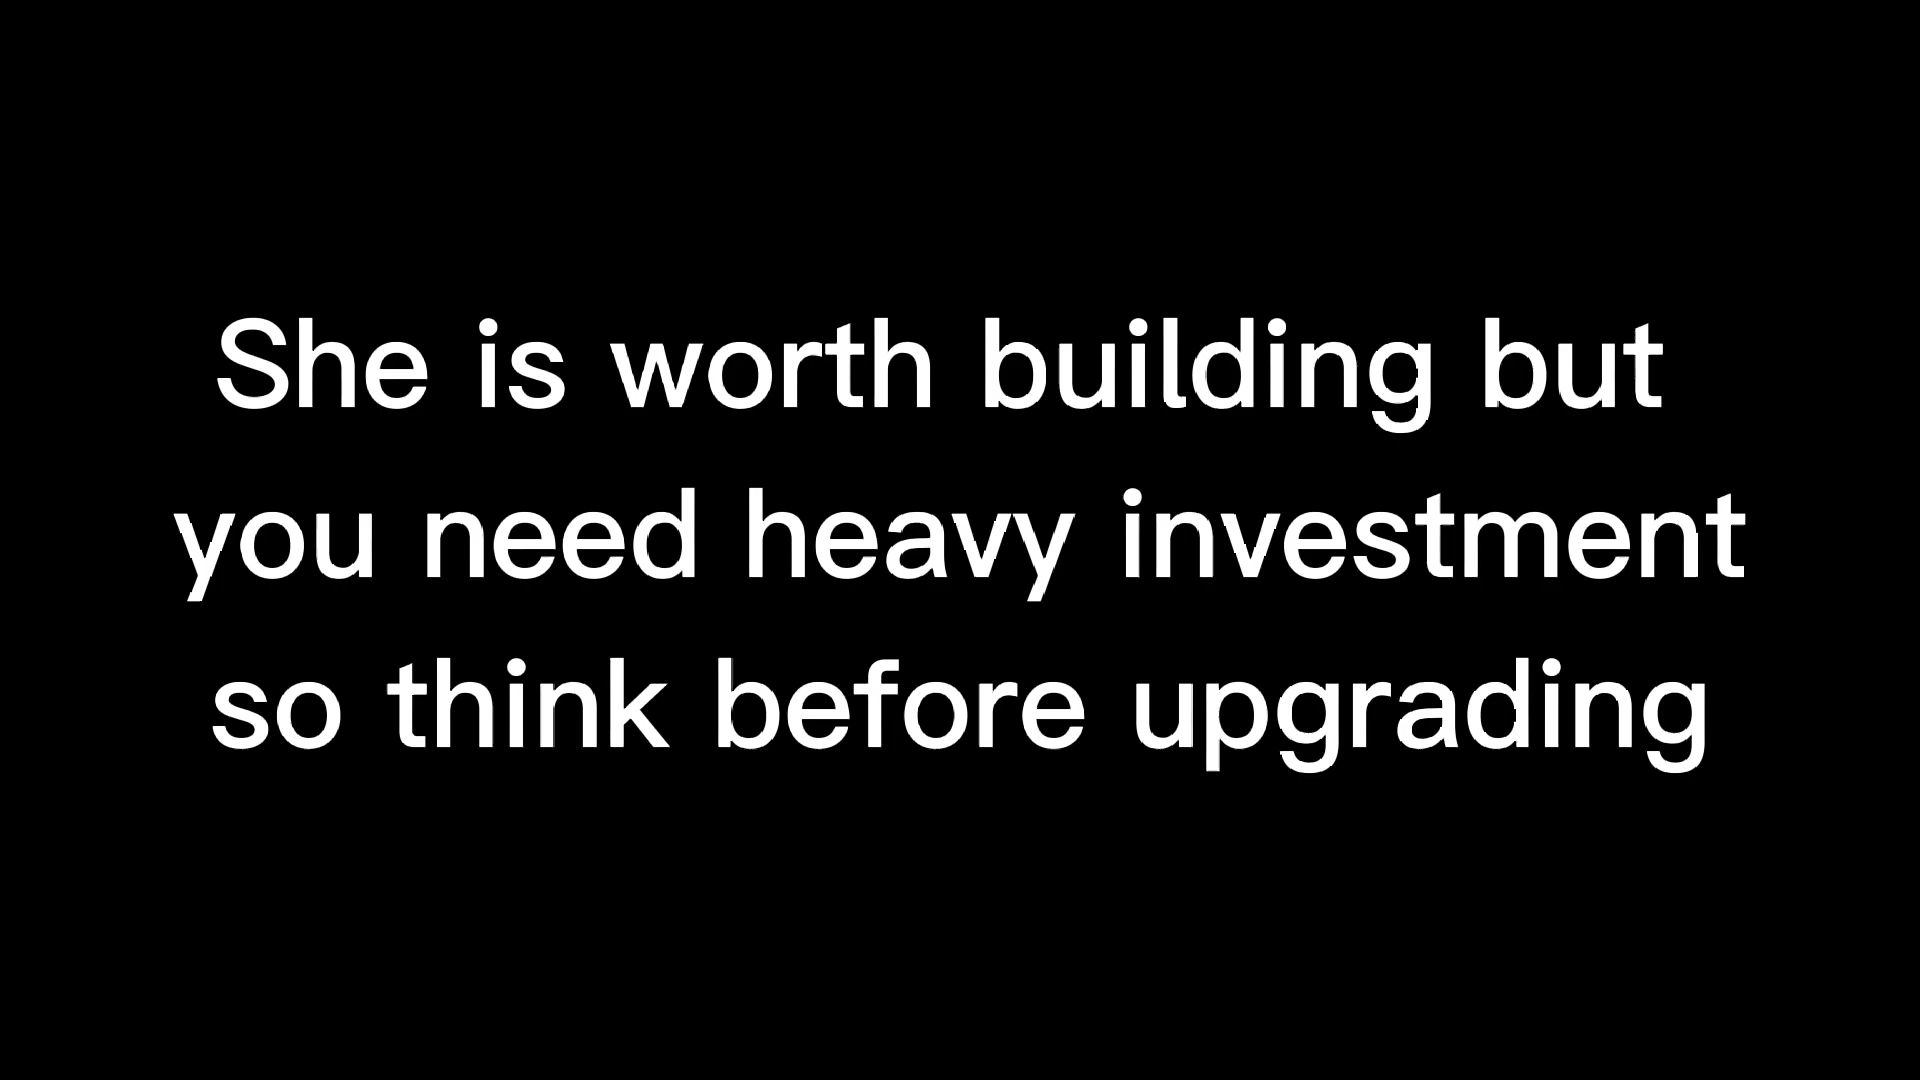 She is worth building but
you need heavy investment
so think before upgrading